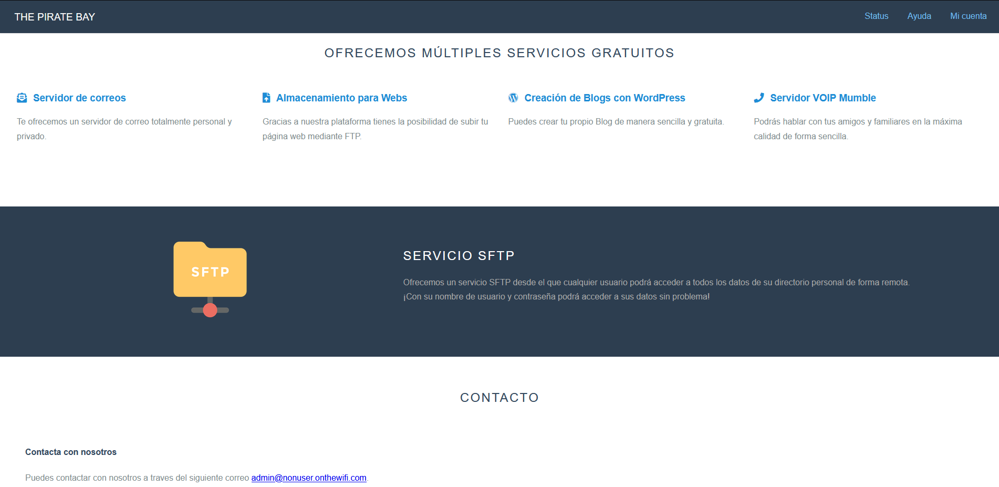 THE PIRATE BAY
Status
Ayuda
Mi cuenta
OFRECEMOS MÚLTIPLES SERVICIOS GRATUITOS
Servidor de correos
Te ofrecemos un servidor de correo totalmente personal y
privado.
Almacenamiento para Webs
Gracias a nuestra plataforma tienes la posibilidad de subir tu
página web mediante FTP.
Creación de Blogs con WordPress
Puedes crear tu propio Blog de manera sencilla y gratuita.
Servidor VOIP Mumble
Podrás hablar con tus amigos y familiares en la máxima
calidad de forma sencilla.
SFTP
SERVICIO SFTP
Ofrecemos un servicio SFTP desde el que cualquier usuario podrá acceder a todos los datos de su directorio personal de forma remota.
¡Con su nombre de usuario y contraseña podrá acceder a sus datos sin problema!
CONTACTO
Contacta con nosotros
Puedes contactar con nosotros a traves del siguiente correo admin@nonuser.onthewifi.com.